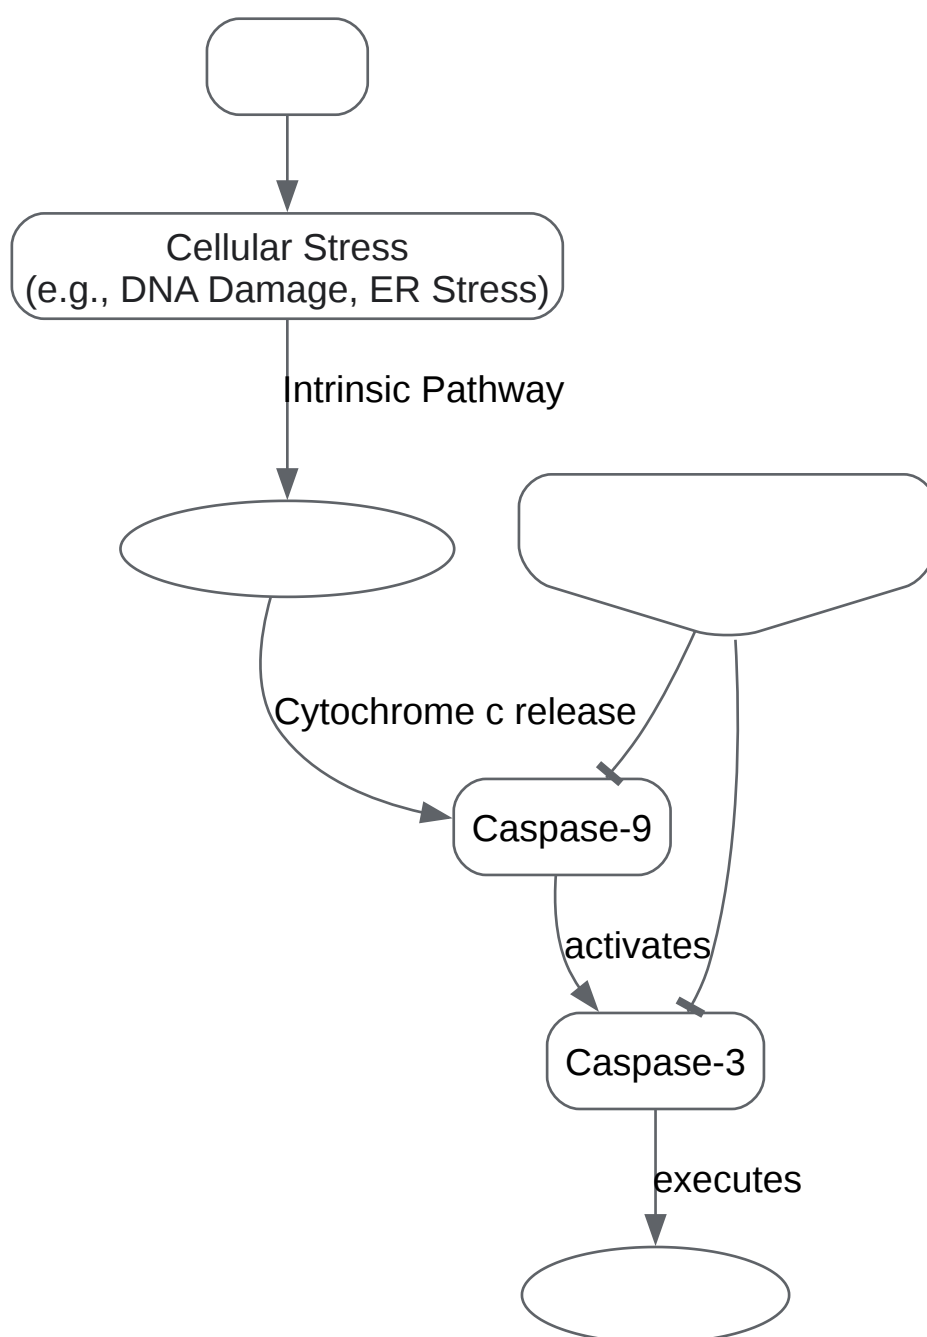 Cellular Stress
(e.g., DNA Damage, ER Stress)
Intrinsic Pathway
Cytochrome c release
Caspase-9
activates
Caspase-3
executes